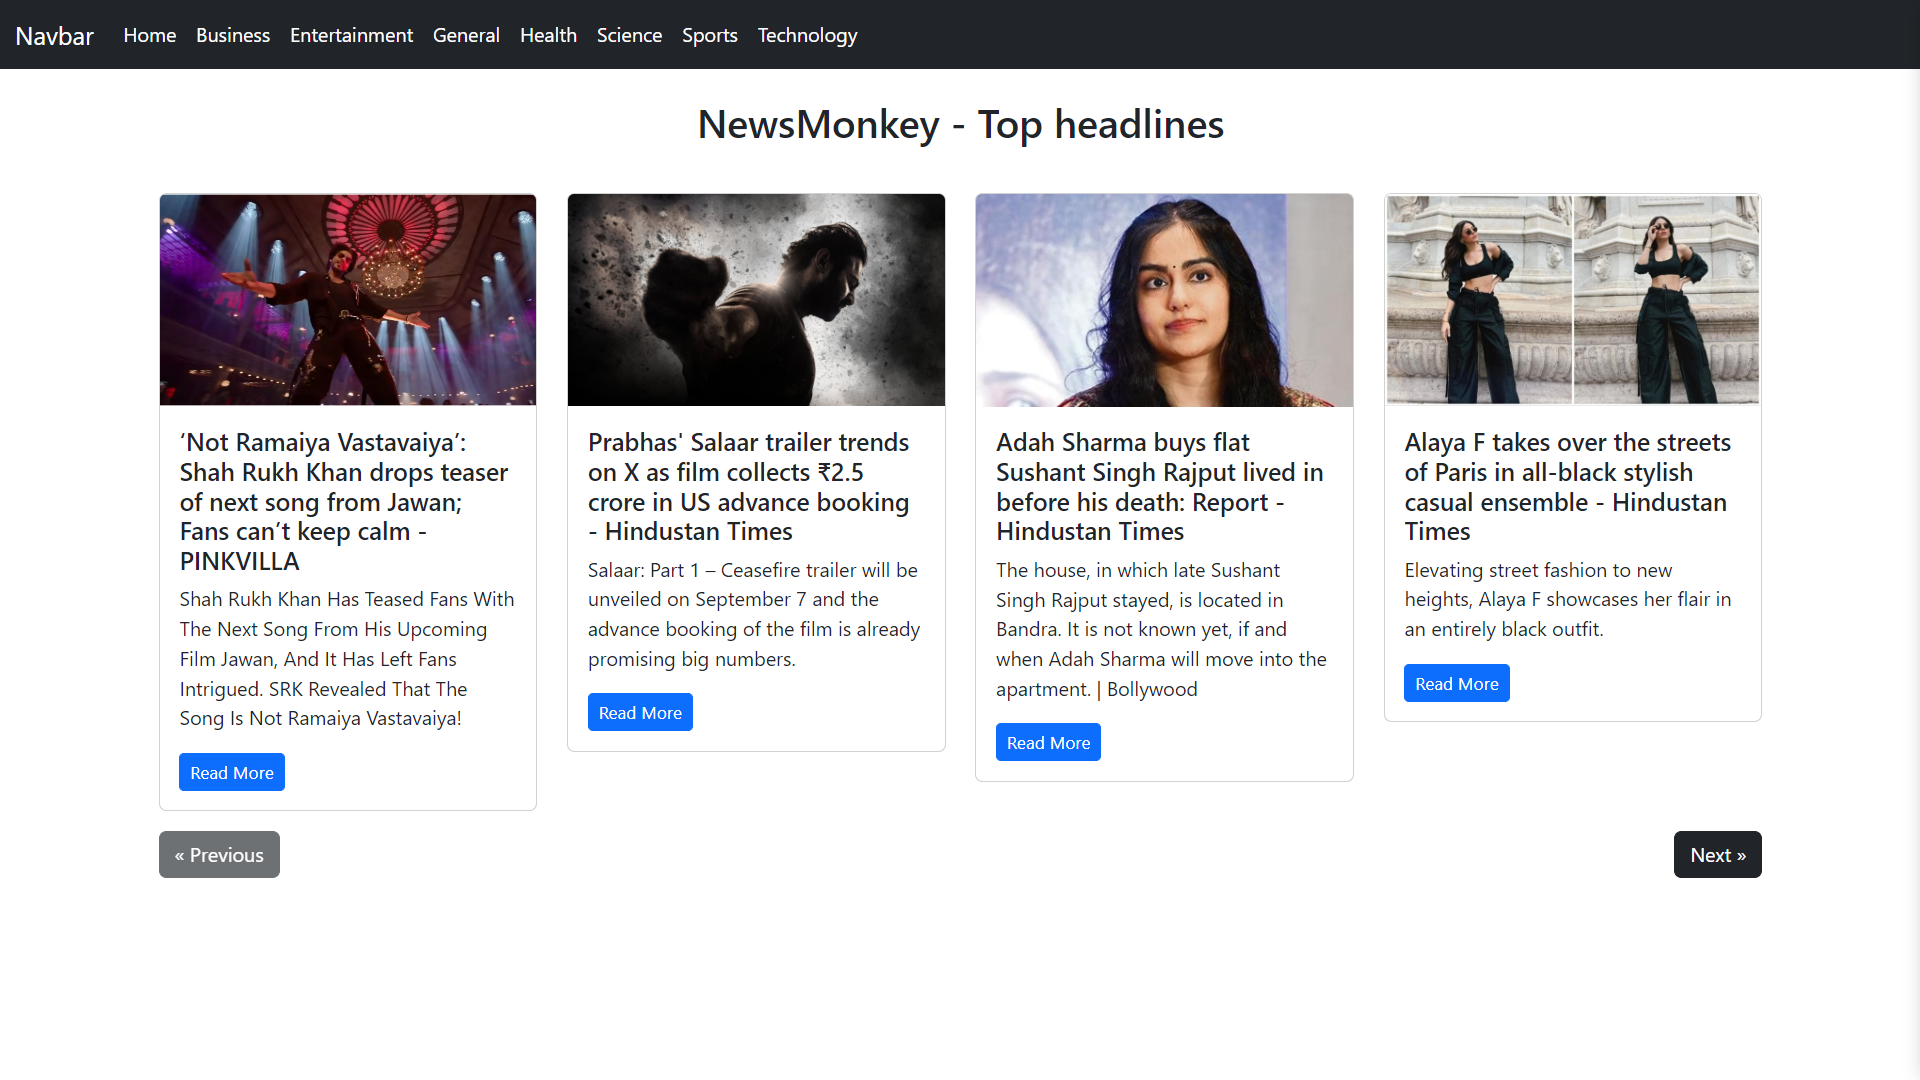 Navbar Home Business Entertainment General Health Science Sports Technology
NewsMonkey - Top headlines
‘Not Ramaiya Vastavaiya’:
Shah Rukh Khan drops teaser
of next song from Jawan;
Fans can’t keep calm -
PINKVILLA
Shah Rukh Khan Has Teased Fans With
The Next Song From His Upcoming
Film Jawan, And It Has Left Fans
Intrigued. SRK Revealed That The
Song Is Not Ramaiya Vastavaiya!
Read More
Prabhas' Salaar trailer trends
on X as film collects ₹2.5
crore in US advance booking
- Hindustan Times
Salaar: Part 1 – Ceasefire trailer will be
unveiled on September 7 and the
advance booking of the film is already
promising big numbers.
Read More
Adah Sharma buys flat
Sushant Singh Rajput lived in
before his death: Report -
Hindustan Times
The house, in which late Sushant
Singh Rajput stayed, is located in
Bandra. It is not known yet, if and
when Adah Sharma will move into the
apartment. | Bollywood
Read More
Alaya F takes over the streets
of Paris in all-black stylish
casual ensemble - Hindustan
Times
Elevating street fashion to new
heights, Alaya F showcases her flair in
an entirely black outfit.
Read More
« Previous
Next »